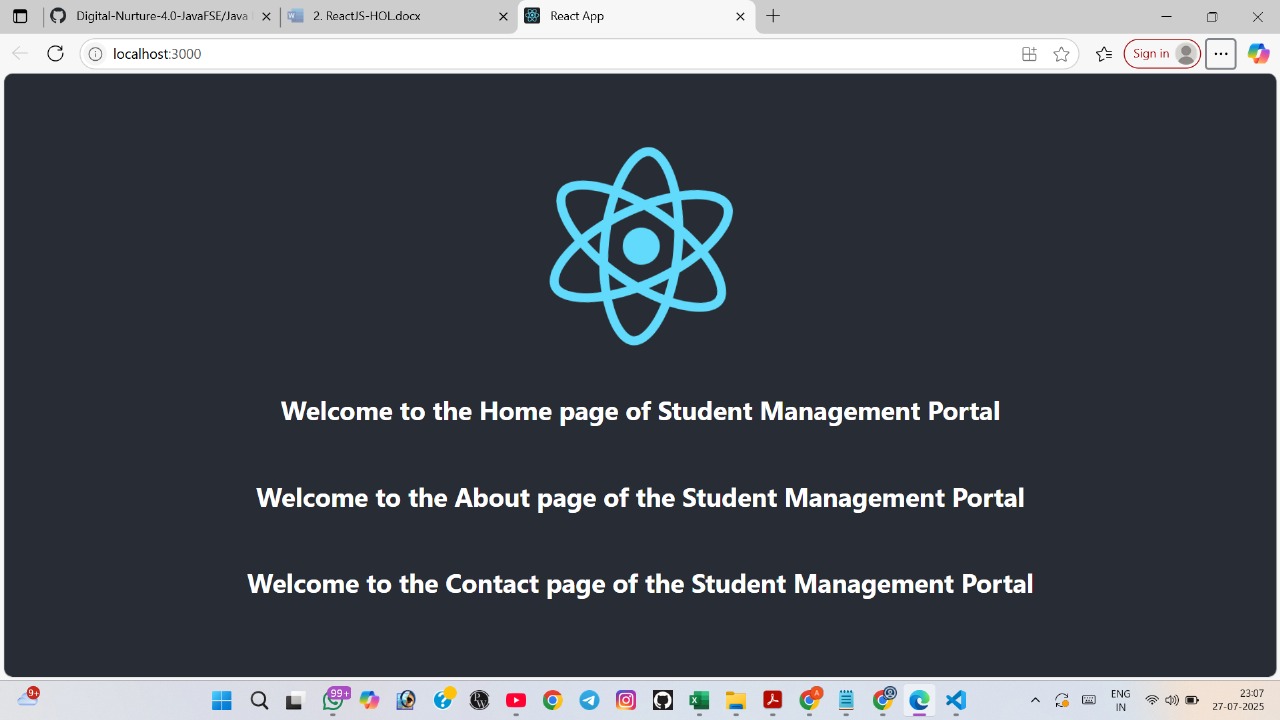 Digital-Nurture-4.0-JavaFSE/Java
2. ReactJS-HOL.docx
React App
localhost:3000
Sign in
Welcome to the Home page of Student Management Portal
Welcome to the About page of the Student Management Portal
Welcome to the Contact page of the Student Management Portal
9+
99+
A
ENG
IN
23:07
27-07-2025